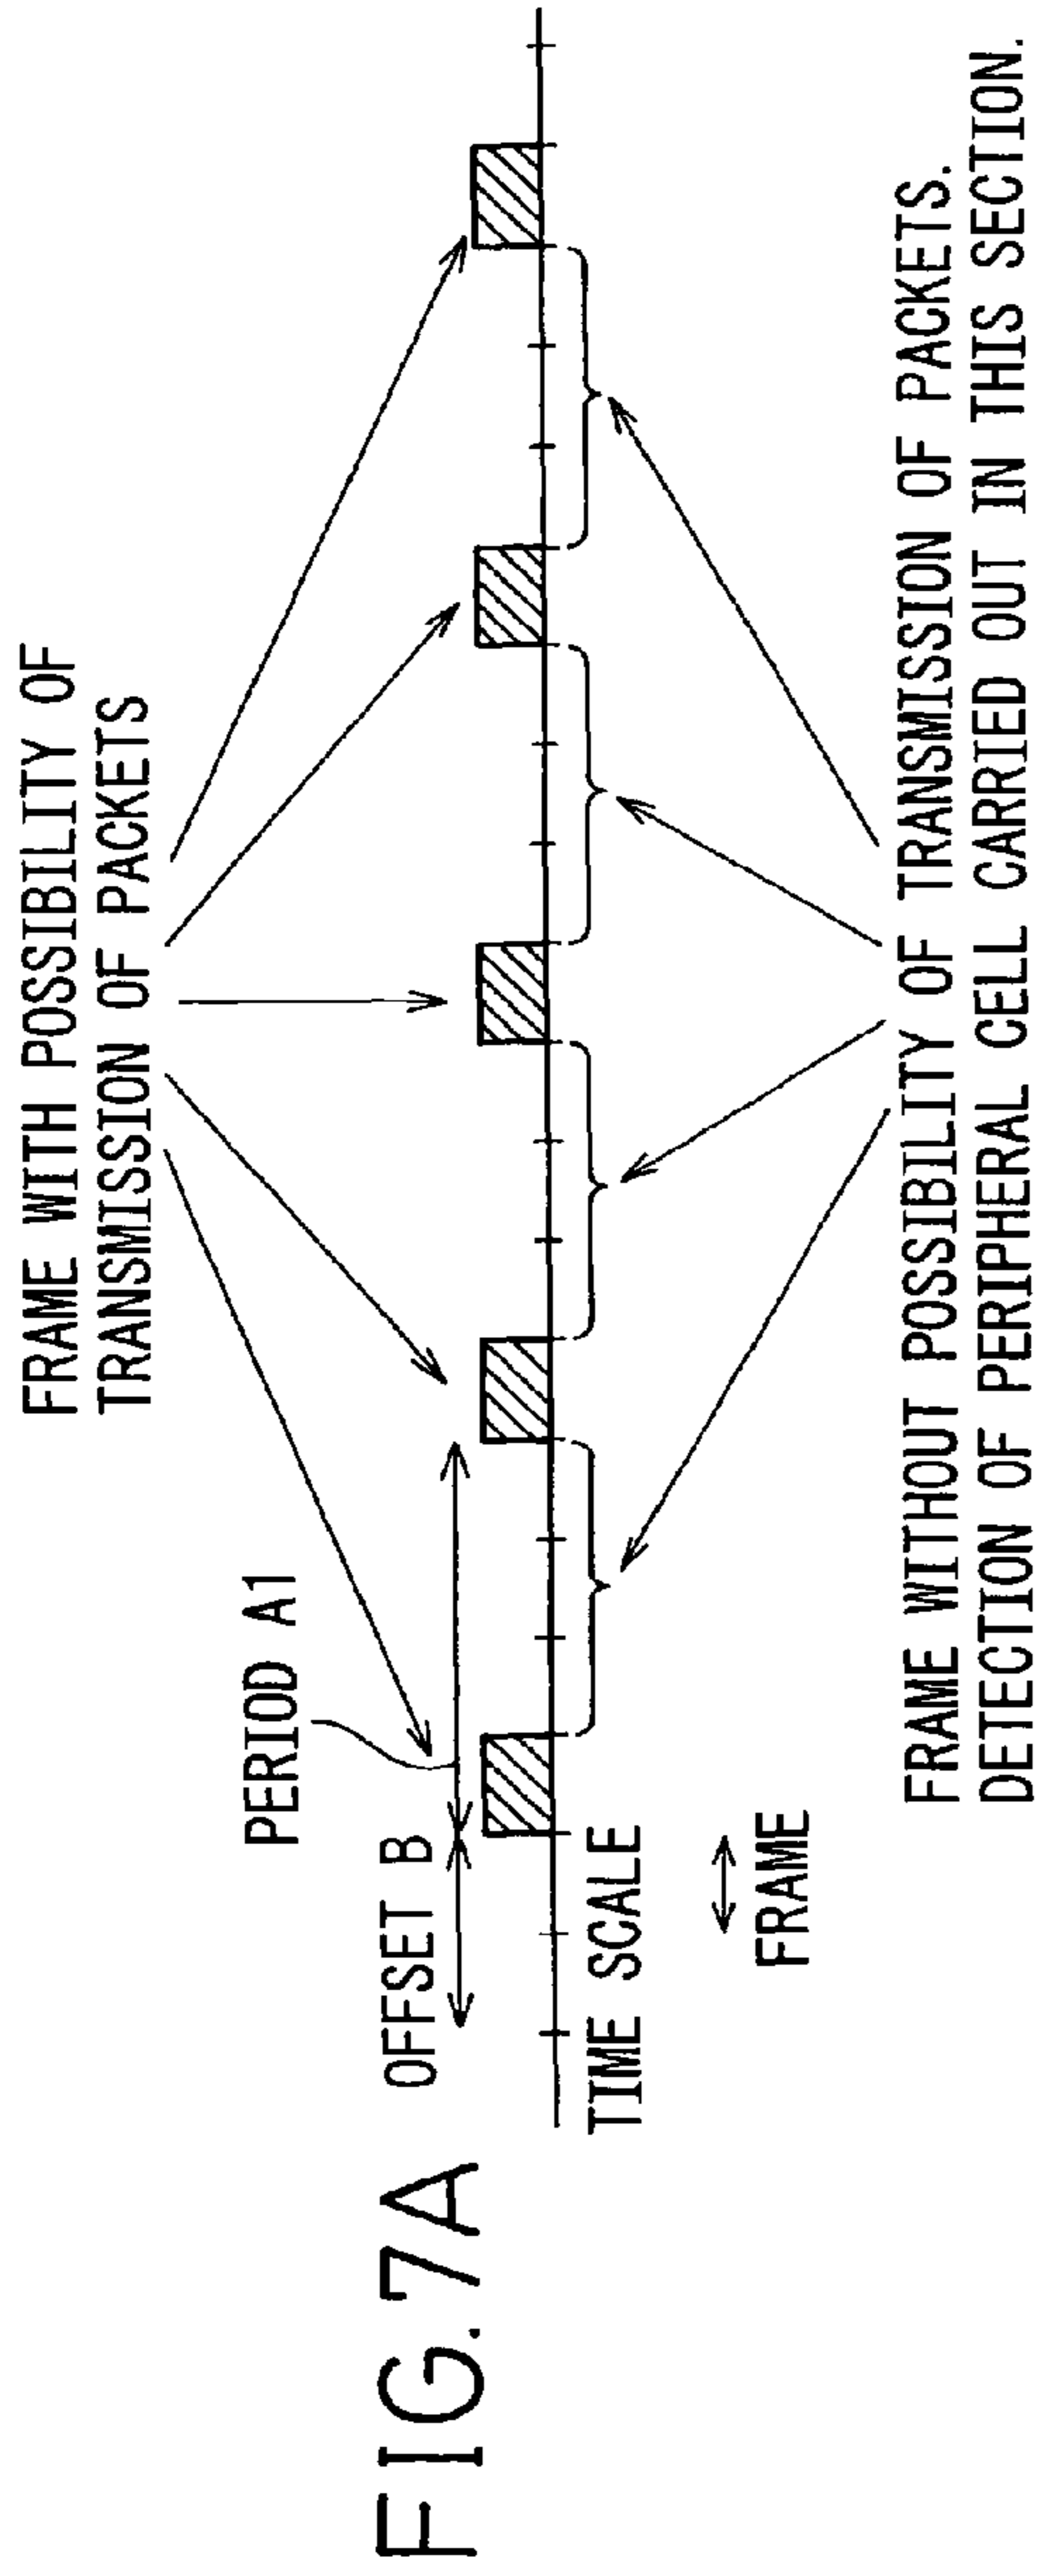 FIG. 7A
FRAME WITH POSSIBILITY OF
TRANSMISSION OF PACKETS
PERIOD A1
OFFSET B
TIME SCALE
FRAME
FRAME WITHOUT POSSIBILITY OF TRANSMISSION OF PACKETS.
DETECTION OF PERIPHERAL CELL CARRIED OUT IN THIS SECTION.